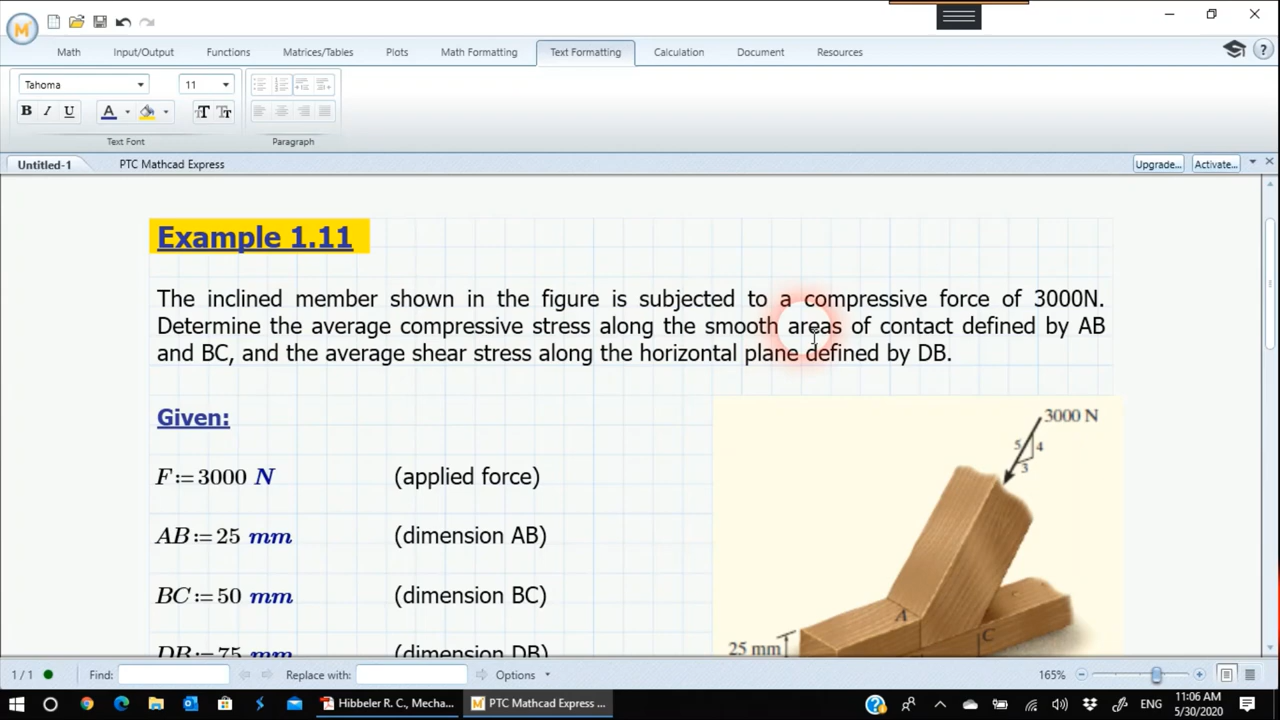 Math Input/Output Functions Matrices/Tables Plots Math Formatting Text Formatting Calculation Document Resources
Tahoma 11
B I U A
Text Font Paragraph
Untitled-1 PTC Mathcad Express Upgrade... Activate...
Example 1.11
The inclined member shown in the figure is subjected to a compressive force of 3000N.
Determine the average compressive stress along the smooth areas of contact defined by AB
and BC, and the average shear stress along the horizontal plane defined by DB.
Given:
F:=3000 N (applied force)
AB:=25 mm (dimension AB)
BC:=50 mm (dimension BC)
DB:=75 mm (dimension DB)
3000 N
5 4
3
A
C
25 mm
1 / 1 Find: Replace with: Options 165%
Hibbeler R. C., Mecha... PTC Mathcad Express ... ENG 11:06 AM
5/30/2020